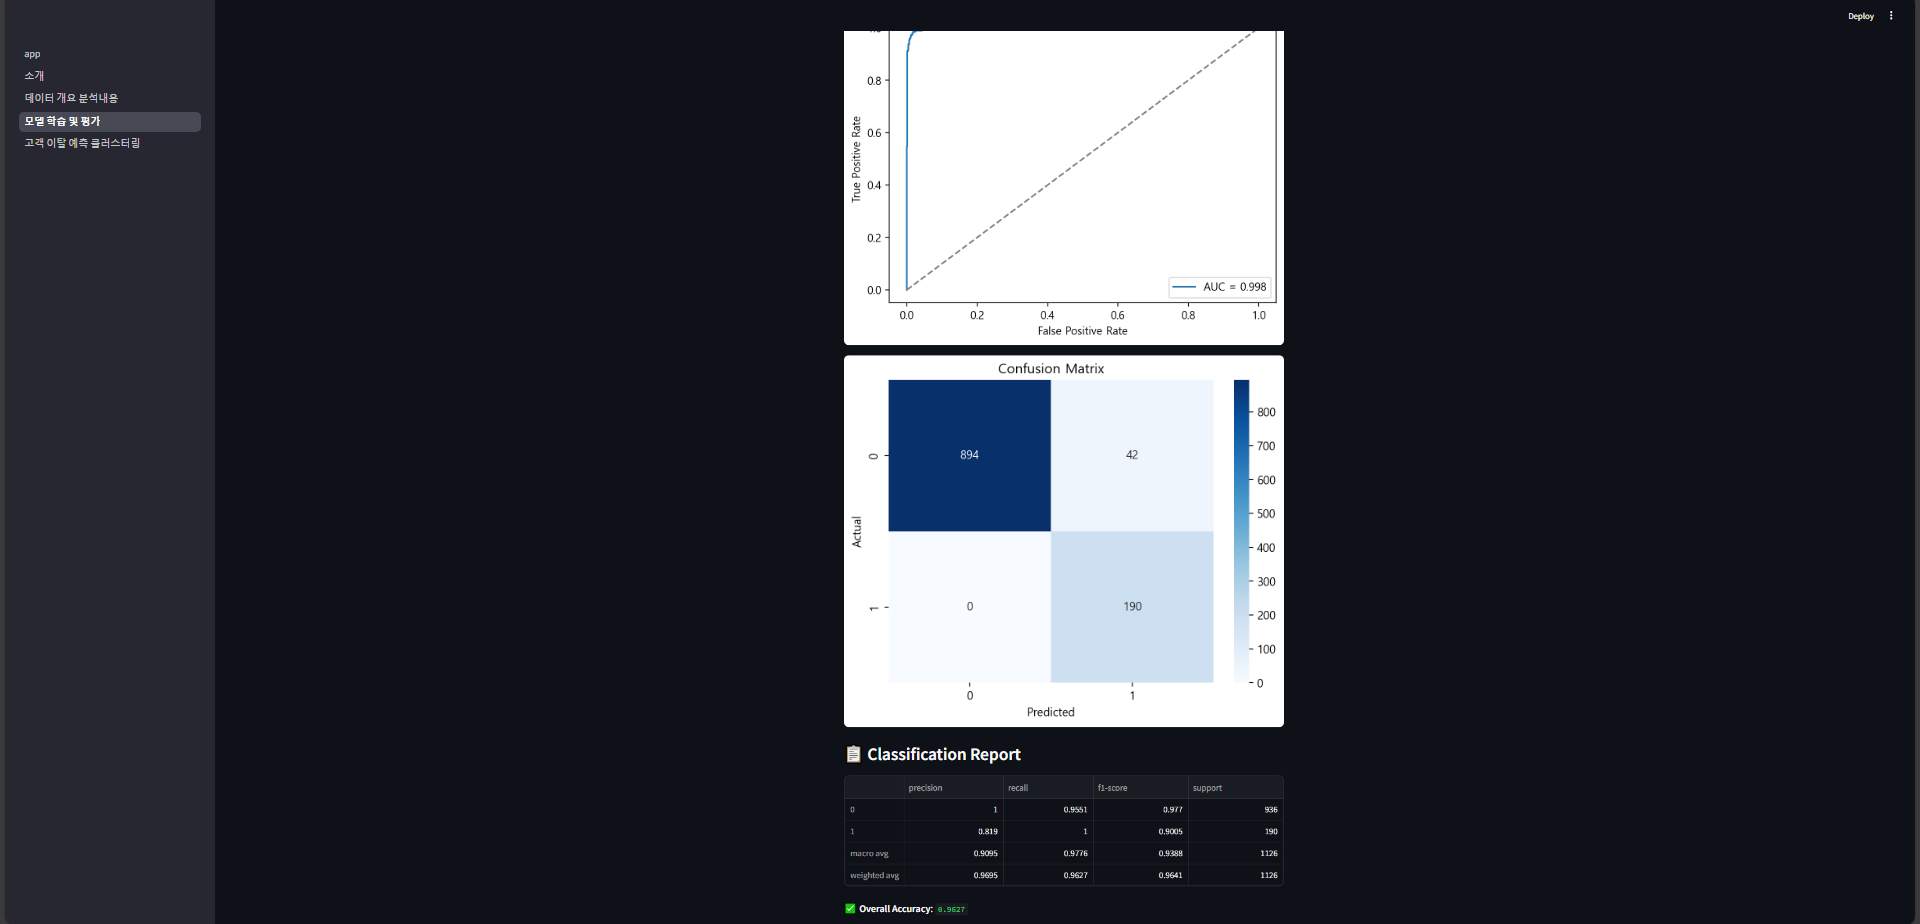 Deploy
app
소개
데이터 개요 분석내용
모델 학습 및 평가
고객 이탈 예측 클러스터링
0.8
0.6
0.4
0.2
0.0
True Positive Rate
AUC = 0.998
0.0 0.2 0.4 0.6 0.8 1.0
False Positive Rate
Confusion Matrix
894 42
0 190
0
1
Actual
0 1
Predicted
800
700
600
500
400
300
200
100
0
Classification Report
precision recall f1-score support
0 1 0.9551 0.977 936
1 0.819 1 0.9005 190
macro avg 0.9095 0.9776 0.9388 1126
weighted avg 0.9695 0.9627 0.9641 1126
Overall Accuracy: 0.9627